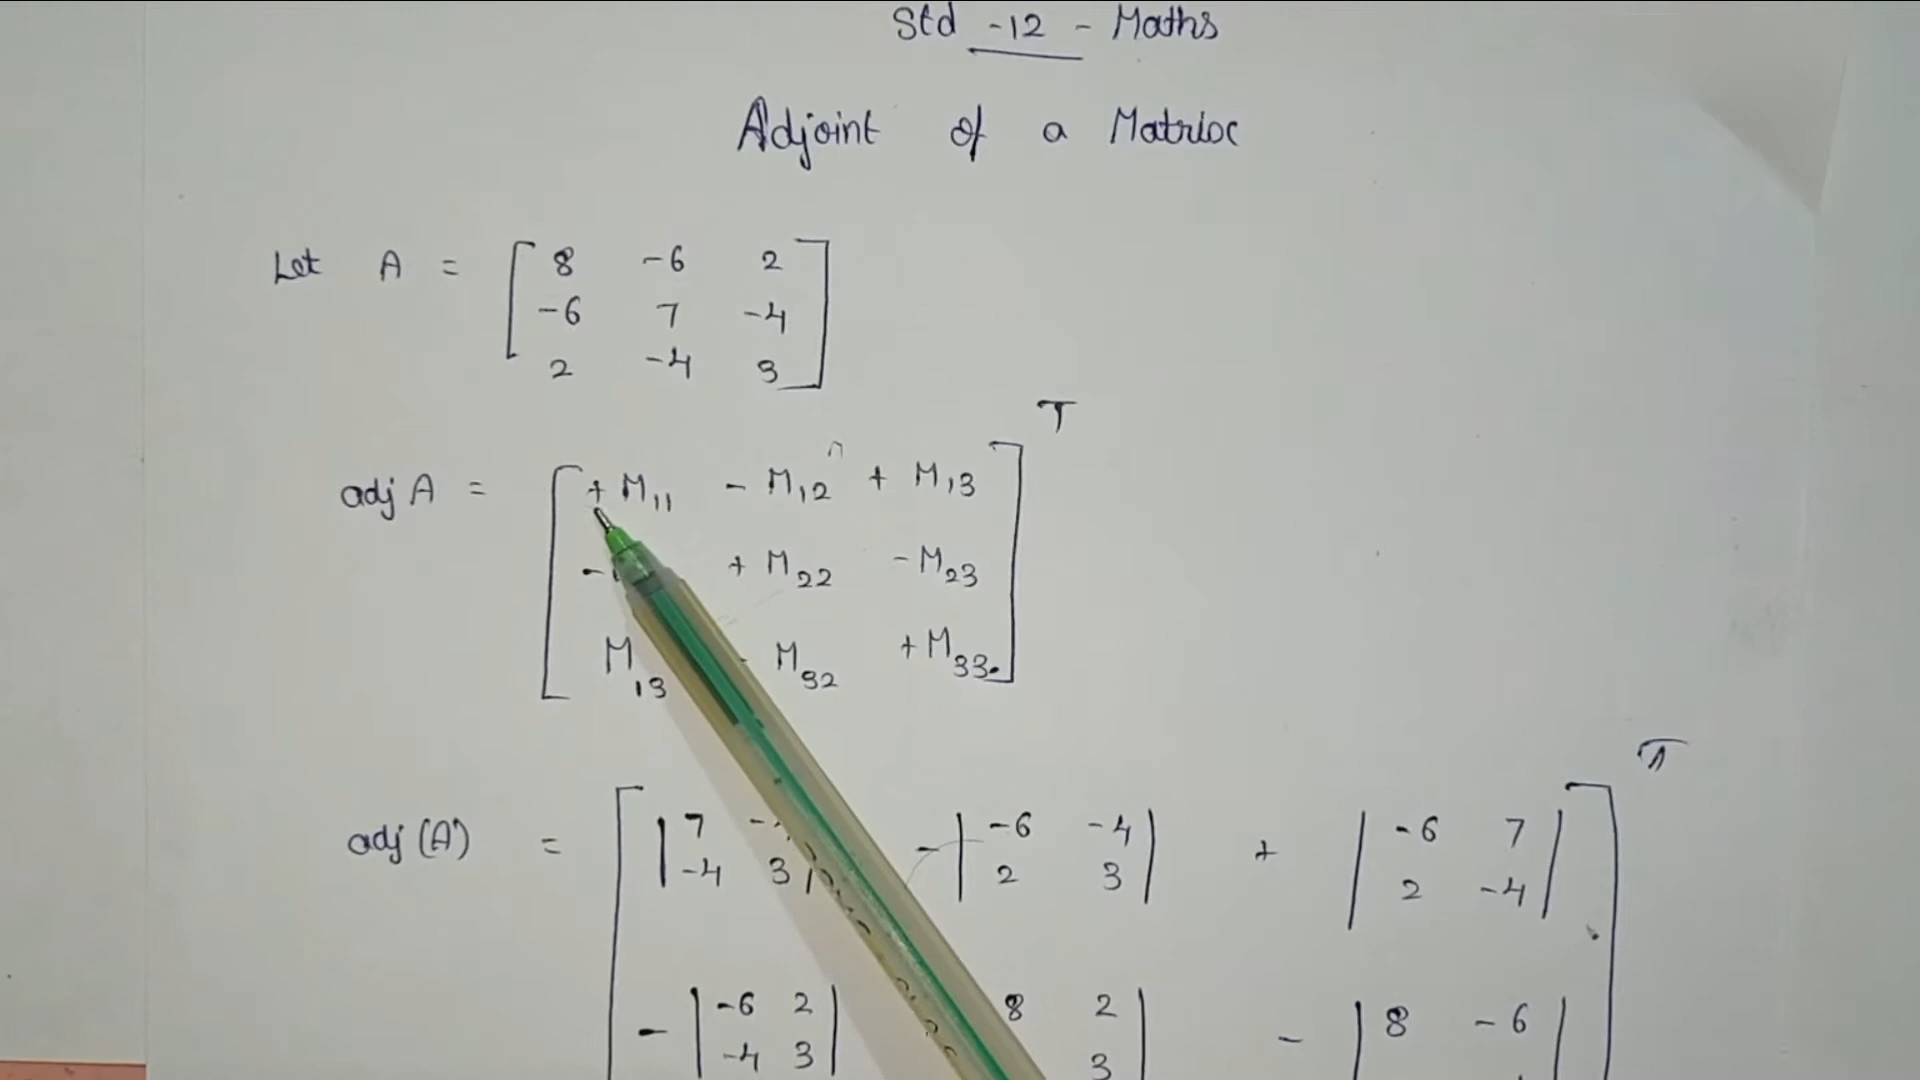 Std -12 - Maths
Adjoint of a Matrix
Let A = [ 8 -6 2
-6 7 -4
2 -4 3 ]
adj A = [ +M11 - M12 + M13 ] T
- + M22 - M23
M13 - M32 + M33
adj (A) = [ | 7 - | - | -6 -4 | + | -6 7 | ] T
| -4 3 | | 2 3 | | 2 -4 |
- | -6 2 | 8 2 | - | 8 -6 |
| -4 3 | 3 |